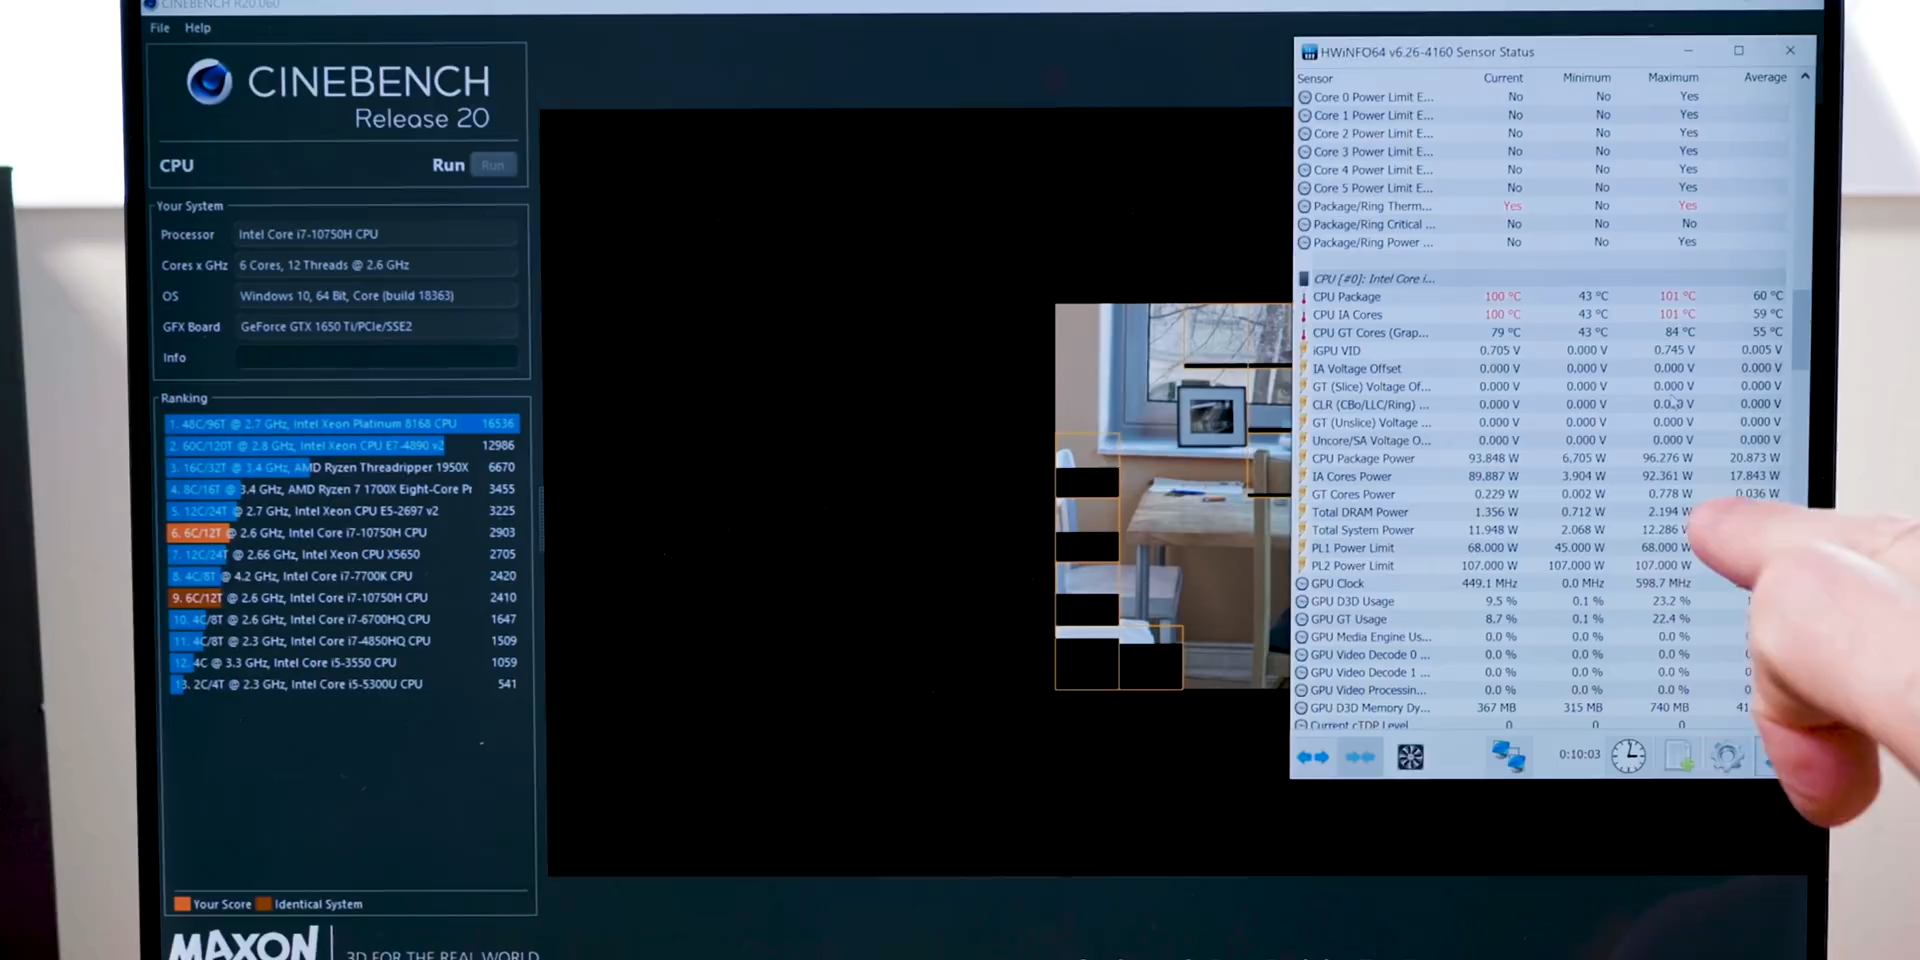 CINEBENCH R20.060
File Help
CINEBENCH
Release 20
CPU Run Run
Your System
Processor Intel Core i7-10750H CPU
Cores x GHz 6 Cores, 12 Threads @ 2.6 GHz
OS Windows 10, 64 Bit, Core (build 18363)
GFX Board GeForce GTX 1650 Ti/PCIe/SSE2
Info
Ranking
1. 48C/96T @ 2.7 GHz, Intel Xeon Platinum 8168 CPU 16536
2. 60C/120T @ 2.8 GHz, Intel Xeon CPU E7-4890 v2 12986
3. 16C/32T @ 3.4 GHz, AMD Ryzen Threadripper 1950X 6670
4. 8C/16T @ 3.4 GHz, AMD Ryzen 7 1700X Eight-Core Pr 3455
5. 12C/24T @ 2.7 GHz, Intel Xeon CPU E5-2697 v2 3225
6. 6C/12T @ 2.6 GHz, Intel Core i7-10750H CPU 2903
7. 12C/24T @ 2.66 GHz, Intel Xeon CPU X5650 2705
8. 4C/8T @ 4.2 GHz, Intel Core i7-7700K CPU 2420
9. 6C/12T @ 2.6 GHz, Intel Core i7-10750H CPU 2410
10. 4C/8T @ 2.6 GHz, Intel Core i7-6700HQ CPU 1647
11. 4C/8T @ 2.3 GHz, Intel Core i7-4850HQ CPU 1509
12. 4C @ 3.3 GHz, Intel Core i5-3550 CPU 1059
13. 2C/4T @ 2.3 GHz, Intel Core i5-5300U CPU 541
Your Score Identical System
MAXON 3D FOR THE REAL WORLD
HWiNFO64 v6.26-4160 Sensor Status
Sensor Current Minimum Maximum Average
Core 0 Power Limit E... No No Yes
Core 1 Power Limit E... No No Yes
Core 2 Power Limit E... No No Yes
Core 3 Power Limit E... No No Yes
Core 4 Power Limit E... No No Yes
Core 5 Power Limit E... No No Yes
Package/Ring Therm... Yes No Yes
Package/Ring Critical ... No No No
Package/Ring Power ... No No Yes
CPU [#0]: Intel Core i...
CPU Package 100 °C 43 °C 101 °C 60 °C
CPU IA Cores 100 °C 43 °C 101 °C 59 °C
CPU GT Cores (Grap... 79 °C 43 °C 84 °C 55 °C
iGPU VID 0.705 V 0.000 V 0.745 V 0.005 V
IA Voltage Offset 0.000 V 0.000 V 0.000 V 0.000 V
GT (Slice) Voltage Of... 0.000 V 0.000 V 0.000 V 0.000 V
CLR (CBo/LLC/Ring) ... 0.000 V 0.000 V 0.000 V 0.000 V
GT (Unslice) Voltage ... 0.000 V 0.000 V 0.000 V 0.000 V
Uncore/SA Voltage O... 0.000 V 0.000 V 0.000 V 0.000 V
CPU Package Power 93.848 W 6.705 W 96.276 W 20.873 W
IA Cores Power 89.887 W 3.904 W 92.361 W 17.843 W
GT Cores Power 0.229 W 0.002 W 0.778 W 0.036 W
Total DRAM Power 1.356 W 0.712 W 2.194 W
Total System Power 11.948 W 2.068 W 12.286 W
PL1 Power Limit 68.000 W 45.000 W 68.000 W
PL2 Power Limit 107.000 W 107.000 W 107.000 W
GPU Clock 449.1 MHz 0.0 MHz 598.7 MHz
GPU D3D Usage 9.5 % 0.1 % 23.2 %
GPU GT Usage 8.7 % 0.1 % 22.4 %
GPU Media Engine Us... 0.0 % 0.0 % 0.0 %
GPU Video Decode 0 ... 0.0 % 0.0 % 0.0 %
GPU Video Decode 1 ... 0.0 % 0.0 % 0.0 %
GPU Video Processin... 0.0 % 0.0 % 0.0 %
GPU D3D Memory Dy... 367 MB 315 MB 740 MB 41
Current cTDP Level 0 0 0
0:10:03